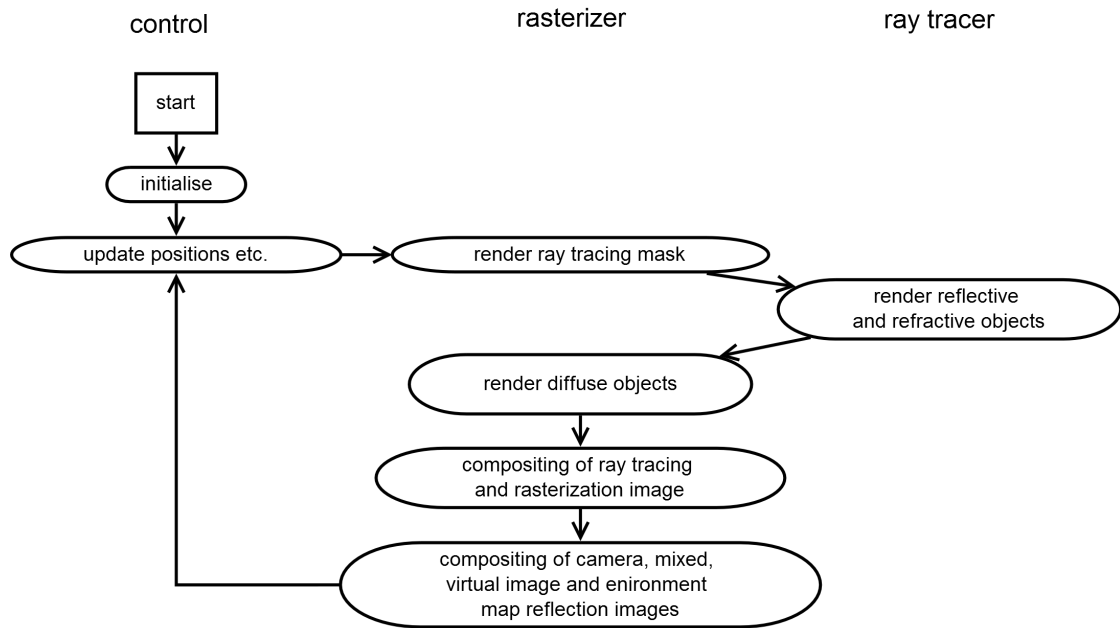 control
rasterizer
ray tracer
start
initialise
update positions etc.
render ray tracing mask
render reflective
and refractive objects
render diffuse objects
compositing of ray tracing
and rasterization image
compositing of camera, mixed,
virtual image and enironment
map reflection images